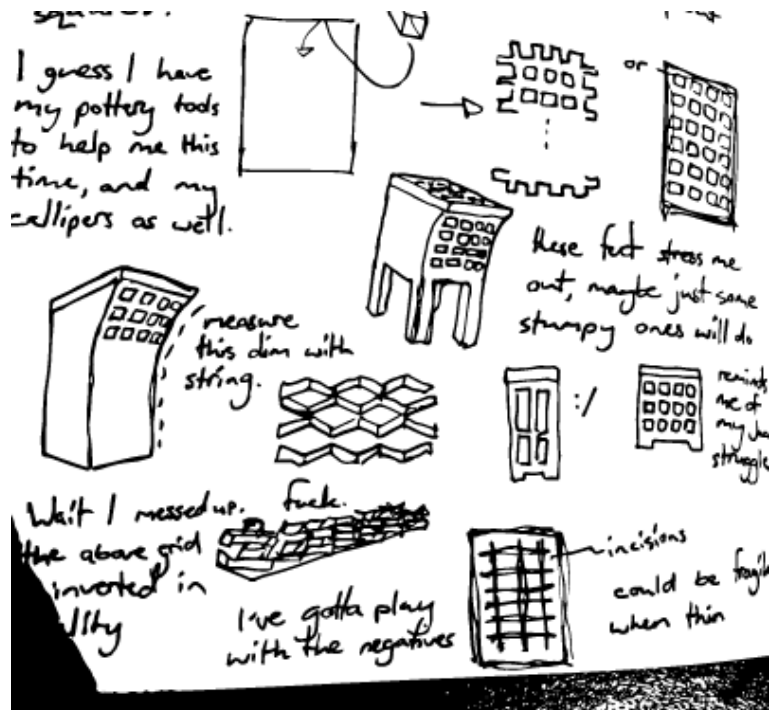 squares.
I guess I have
my pottery tools
to help me this
time, and my
callipers as well.
or
these feet stress me
out, maybe just some
stumpy ones will do
measure
this dim with
string.
:/
reminds
me of
my
struggle
Wait I messed up. fuck.
the above grid
inverted in
I've gotta play
with the negatives
incisions
could be fragile
when thin